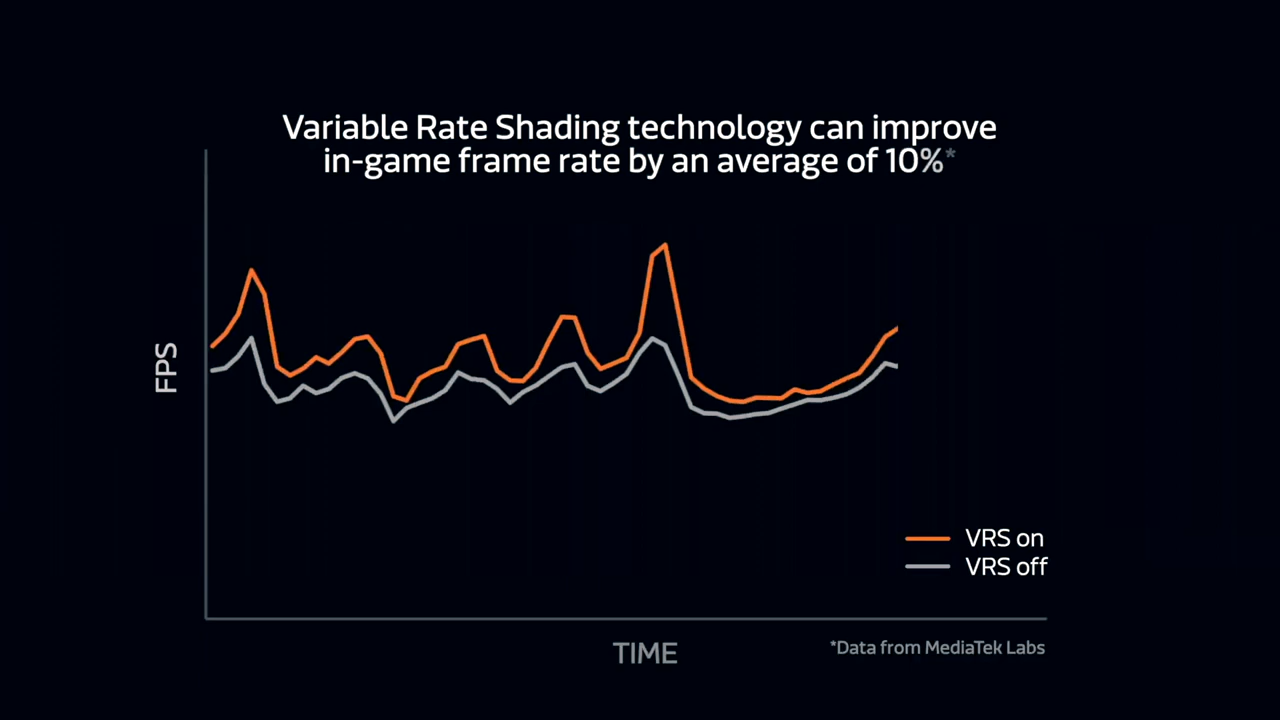 Variable Rate Shading technology can improve
in-game frame rate by an average of 10%*
FPS
VRS on
VRS off
TIME
*Data from MediaTek Labs